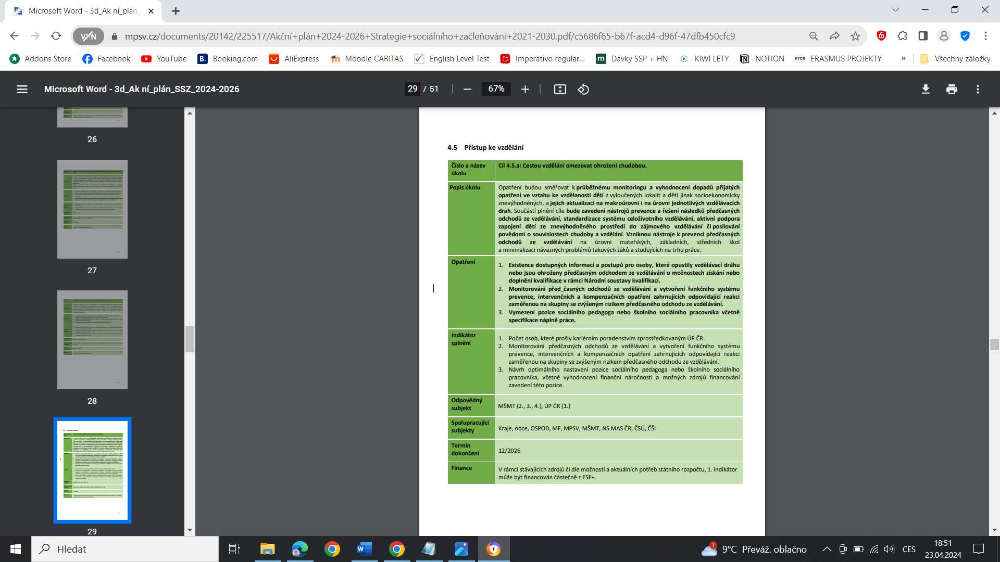 Microsoft Word - 3d_Ak ní_plán_
VPN
mpsv.cz/documents/20142/225517/Akční+plán+2024-2026+Strategie+sociálního+začleňování+2021-2030.pdf/c5686f65-b67f-acd4-d96f-47dfb450cfc9
Addons Store Facebook YouTube Booking.com AliExpress Moodle CARITAS English Level Test Imperativo regular... Dávky SSP + HN KIWI LETY NOTION ERASMUS PROJEKTY » Všechny záložky
Microsoft Word - 3d_Ak ní_plán_SSZ_2024-2026
29 / 51
67%
26
27
28
29
4.5 Přístup ke vzdělání
Číslo a název
úkolu
Cíl 4.5.a: Cestou vzdělání omezovat ohrožení chudobou.
Popis úkolu
Opatření budou směřovat k průběžnému monitoringu a vyhodnocení dopadů přijatých
opatření ve vztahu ke vzdělanosti dětí z vyloučených lokalit a dětí jinak socioekonomicky
znevýhodněných, a jejich aktualizaci na makroúrovni i na úrovni jednotlivých vzdělávacích
drah. Součástí plnění cíle bude zavedení nástrojů prevence a řešení následků předčasných
odchodů ze vzdělávání, standardizace systému celoživotního vzdělávání, aktivní podpora
zapojení dětí ze znevýhodněného prostředí do zájmového vzdělávání či posilování
povědomí o souvislostech chudoby a vzdělání. Vzniknou nástroje k prevenci předčasných
odchodů ze vzdělávání na úrovni mateřských, základních, středních škol
a minimalizaci návazných problémů takových žáků a studujících na trhu práce.
Opatření
1. Existence dostupných informací a postupů pro osoby, které opustily vzdělávací dráhu
nebo jsou ohroženy předčasným odchodem ze vzdělávání o možnostech získání nebo
doplnění kvalifikace v rámci Národní soustavy kvalifikací.
2. Monitorování před_časných odchodů ze vzdělávání a vytvoření funkčního systému
prevence, intervenčních a kompenzačních opatření zahrnujících odpovídající reakci
zaměřenou na skupiny se zvýšeným rizikem předčasného odchodu ze vzdělávání.
3. Vymezení pozice sociálního pedagoga nebo školního sociálního pracovníka včetně
specifikace náplně práce.
Indikátor
splnění
1. Počet osob, které prošly kariérním poradenstvím zprostředkovaným ÚP ČR.
2. Monitorování předčasných odchodů ze vzdělávání a vytvoření funkčního systému
prevence, intervenčních a kompenzačních opatření zahrnujících odpovídající reakci
zaměřenou na skupiny se zvýšeným rizikem předčasného odchodu ze vzdělávání.
3. Návrh optimálního nastavení pozice sociálního pedagoga nebo školního sociálního
pracovníka, včetně vyhodnocení finanční náročnosti a možných zdrojů financování
zavedení této pozice.
Odpovědný
subjekt
MŠMT (2., 3., 4.), ÚP ČR (1.)
Spolupracující
subjekty
Kraje, obce, OSPOD, MF, MPSV, MŠMT, NS MAS ČR, ČSÚ, ČŠI
Termín
dokončení
12/2026
Finance
V rámci stávajících zdrojů či dle možností a aktuálních potřeb státního rozpočtu, 1. indikátor
může být financován částečně z ESF+.
Hledat
1
9°C Převáž. oblačno
CES
18:51
23.04.2024